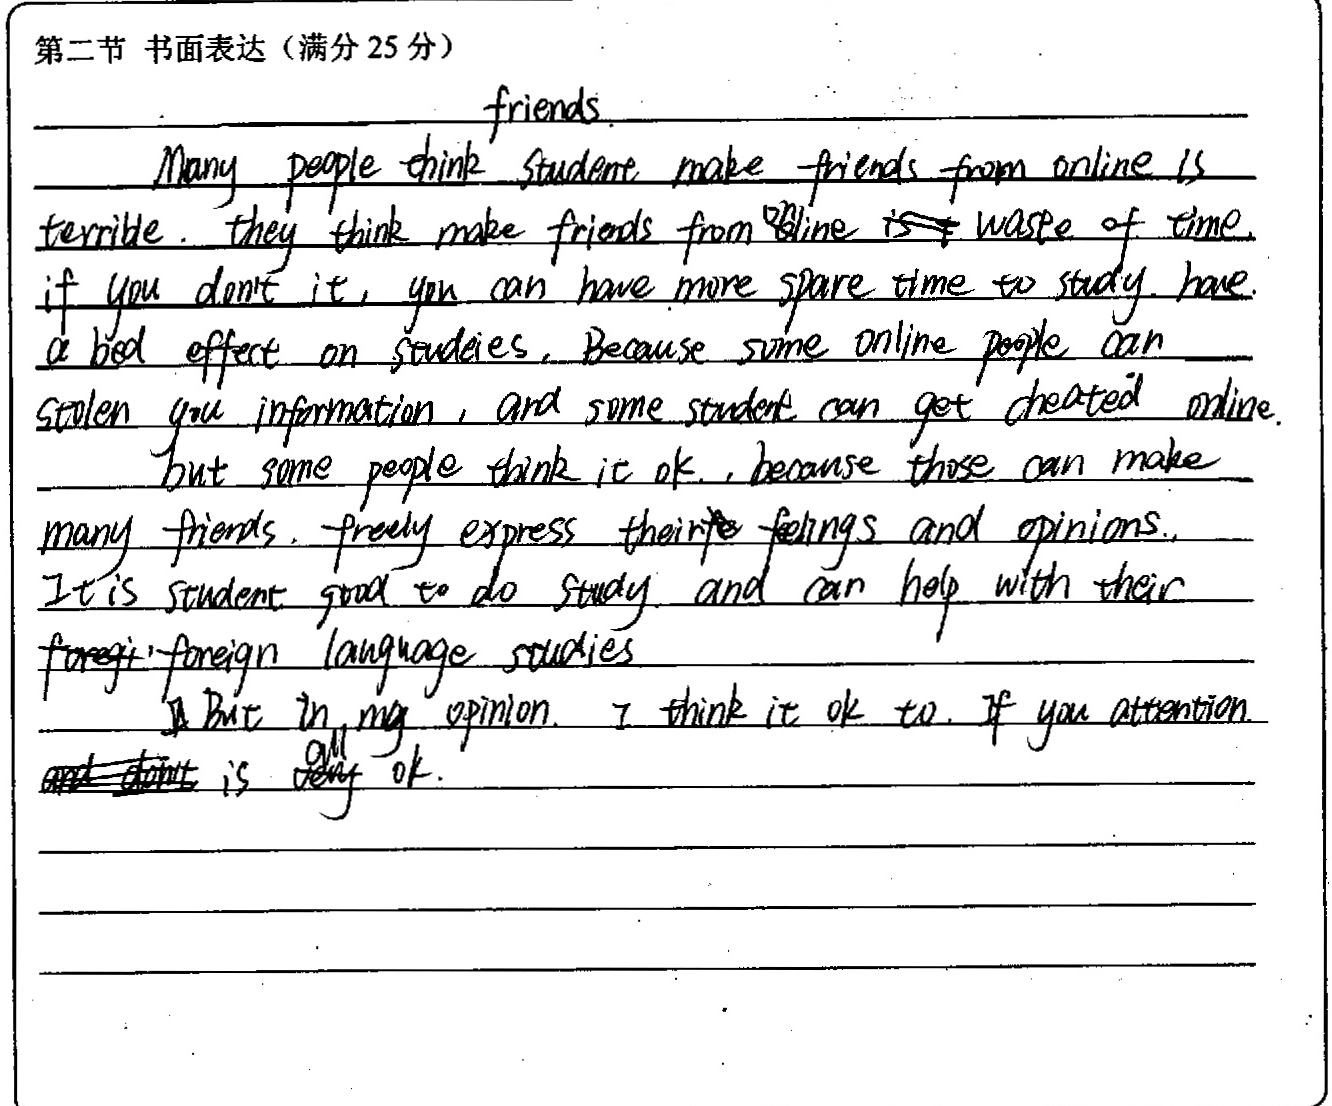 第二节 书面表达（满分 25 分）
friends.
Many people think student make friends from online is
terrible. they think make friends from online waste of time.
if you don't it, you can have more spare time to study. have.
a bed effect on studeies. Because some online people can
stolen you information, and some student can get cheated online.
but some people think it ok., because those can make
many friends. freely express their feelings and opinions.
It is student good to do study and can help with their
foreign language studies
But in my opinion. I think it ok to. If you attention
is all ok.